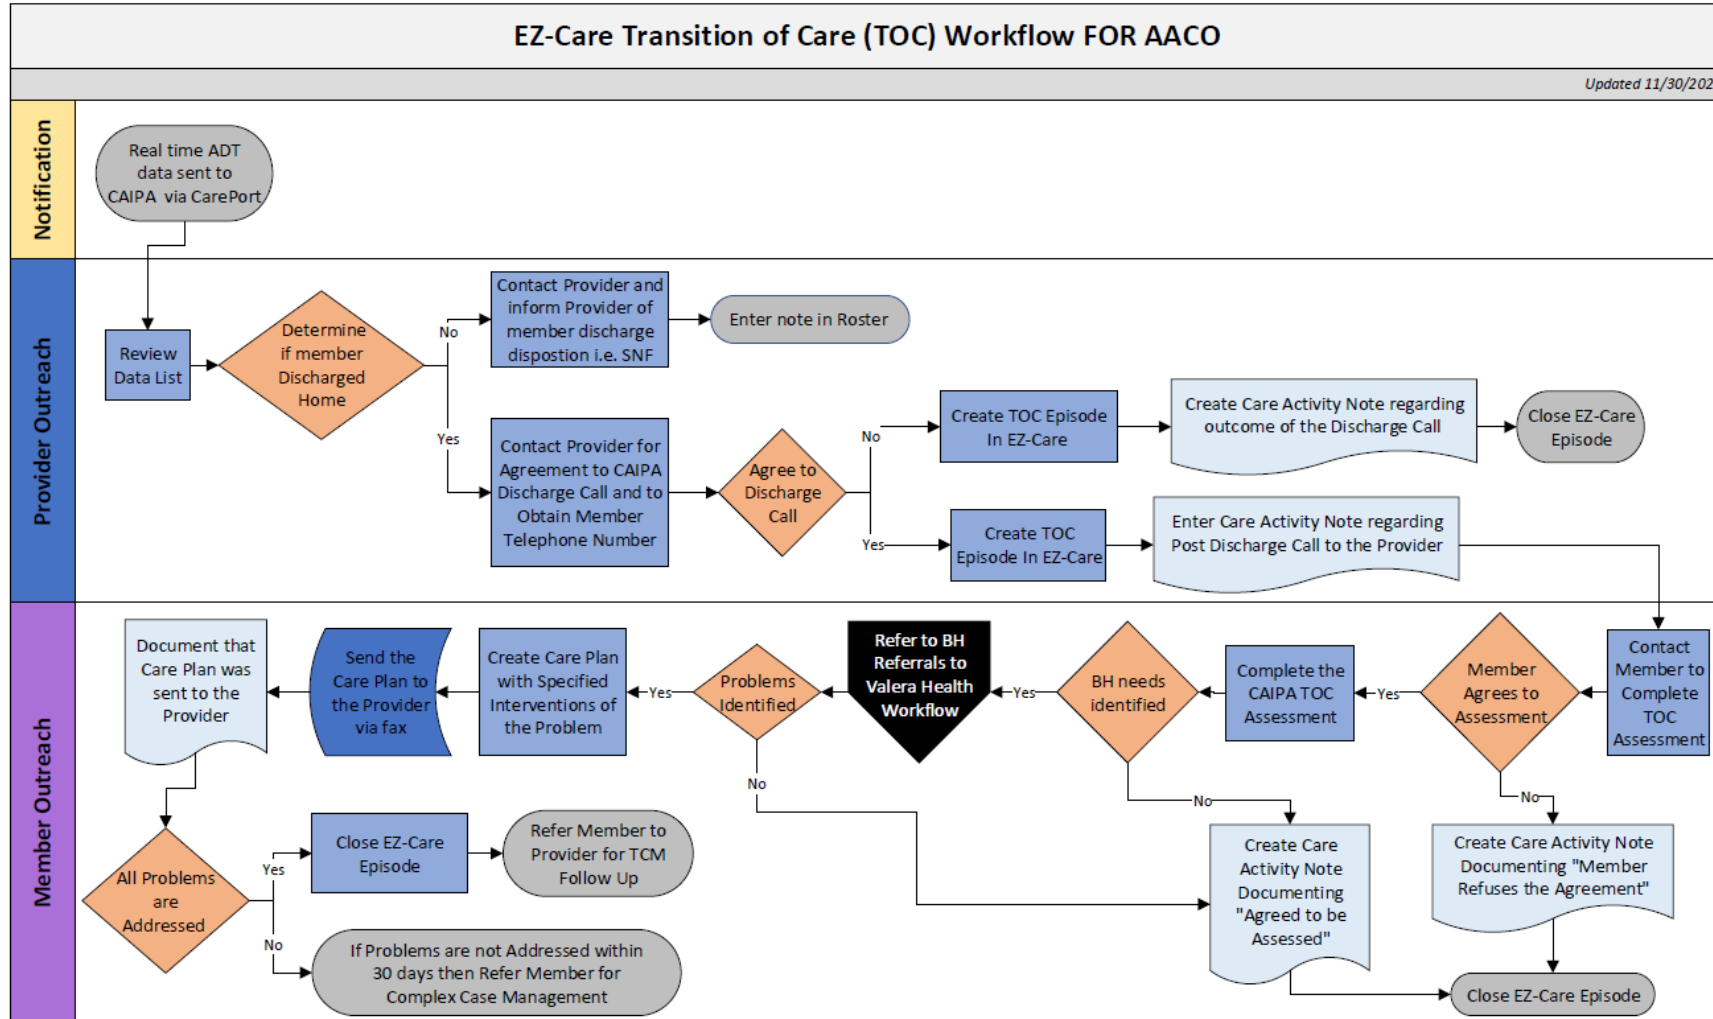 EZ-Care Transition of Care (TOC) Workflow FOR AACO
Updated 11/30/202
Notification
Real time ADT
data sent to
CAIPA via CarePort
Provider Outreach
Review
Data List
Determine
if member
Discharged
Home
No
Contact Provider and
inform Provider of
member discharge
dispostion i.e. SNF
Enter note in Roster
Yes
Contact Provider for
Agreement to CAIPA
Discharge Call and to
Obtain Member
Telephone Number
Agree to
Discharge
Call
No
Create TOC Episode
In EZ-Care
Create Care Activity Note regarding
outcome of the Discharge Call
Close EZ-Care
Episode
Yes
Create TOC
Episode In EZ-Care
Enter Care Activity Note regarding
Post Discharge Call to the Provider
Member Outreach
Contact
Member to
Complete
TOC
Assessment
Member
Agrees to
Assessment
Yes
Complete the
CAIPA TOC
Assessment
BH needs
identified
Yes
Refer to BH
Referrals to
Valera Health
Workflow
Problems
Identified
Yes
Create Care Plan
with Specified
Interventions of
the Problem
Send the
Care Plan to
the Provider
via fax
Document that
Care Plan was
sent to the
Provider
All Problems
are
Addressed
Yes
Close EZ-Care
Episode
Refer Member to
Provider for TCM
Follow Up
No
If Problems are not Addressed within
30 days then Refer Member for
Complex Case Management
No
No
Create Care
Activity Note
Documenting
"Agreed to be
Assessed"
No
Create Care Activity Note
Documenting "Member
Refuses the Agreement"
Close EZ-Care Episode